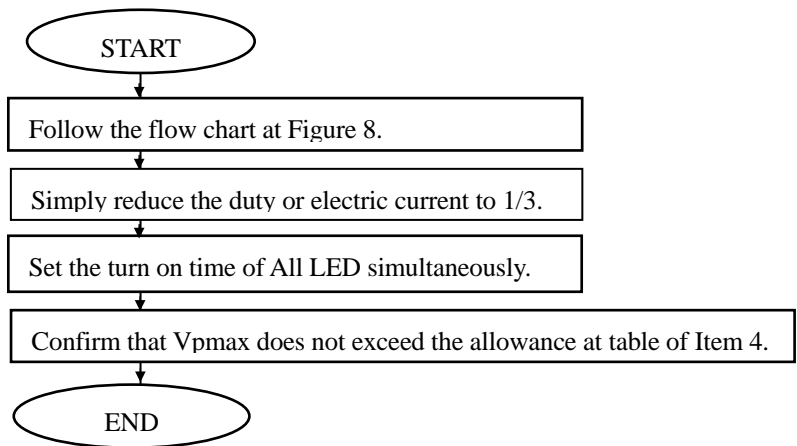 START
Follow the flow chart at Figure 8.
Simply reduce the duty or electric current to 1/3.
Set the turn on time of All LED simultaneously.
Confirm that Vpmax does not exceed the allowance at table of Item 4.
END